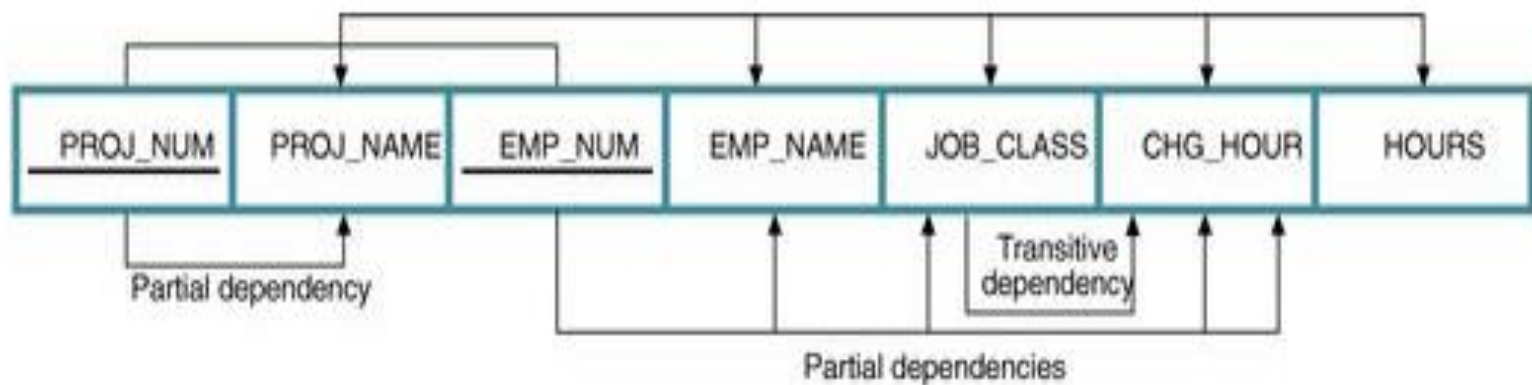 PROJ_NUM PROJ_NAME EMP_NUM EMP_NAME JOB_CLASS CHG_HOUR HOURS
Partial dependency
Transitive
dependency
Partial dependencies